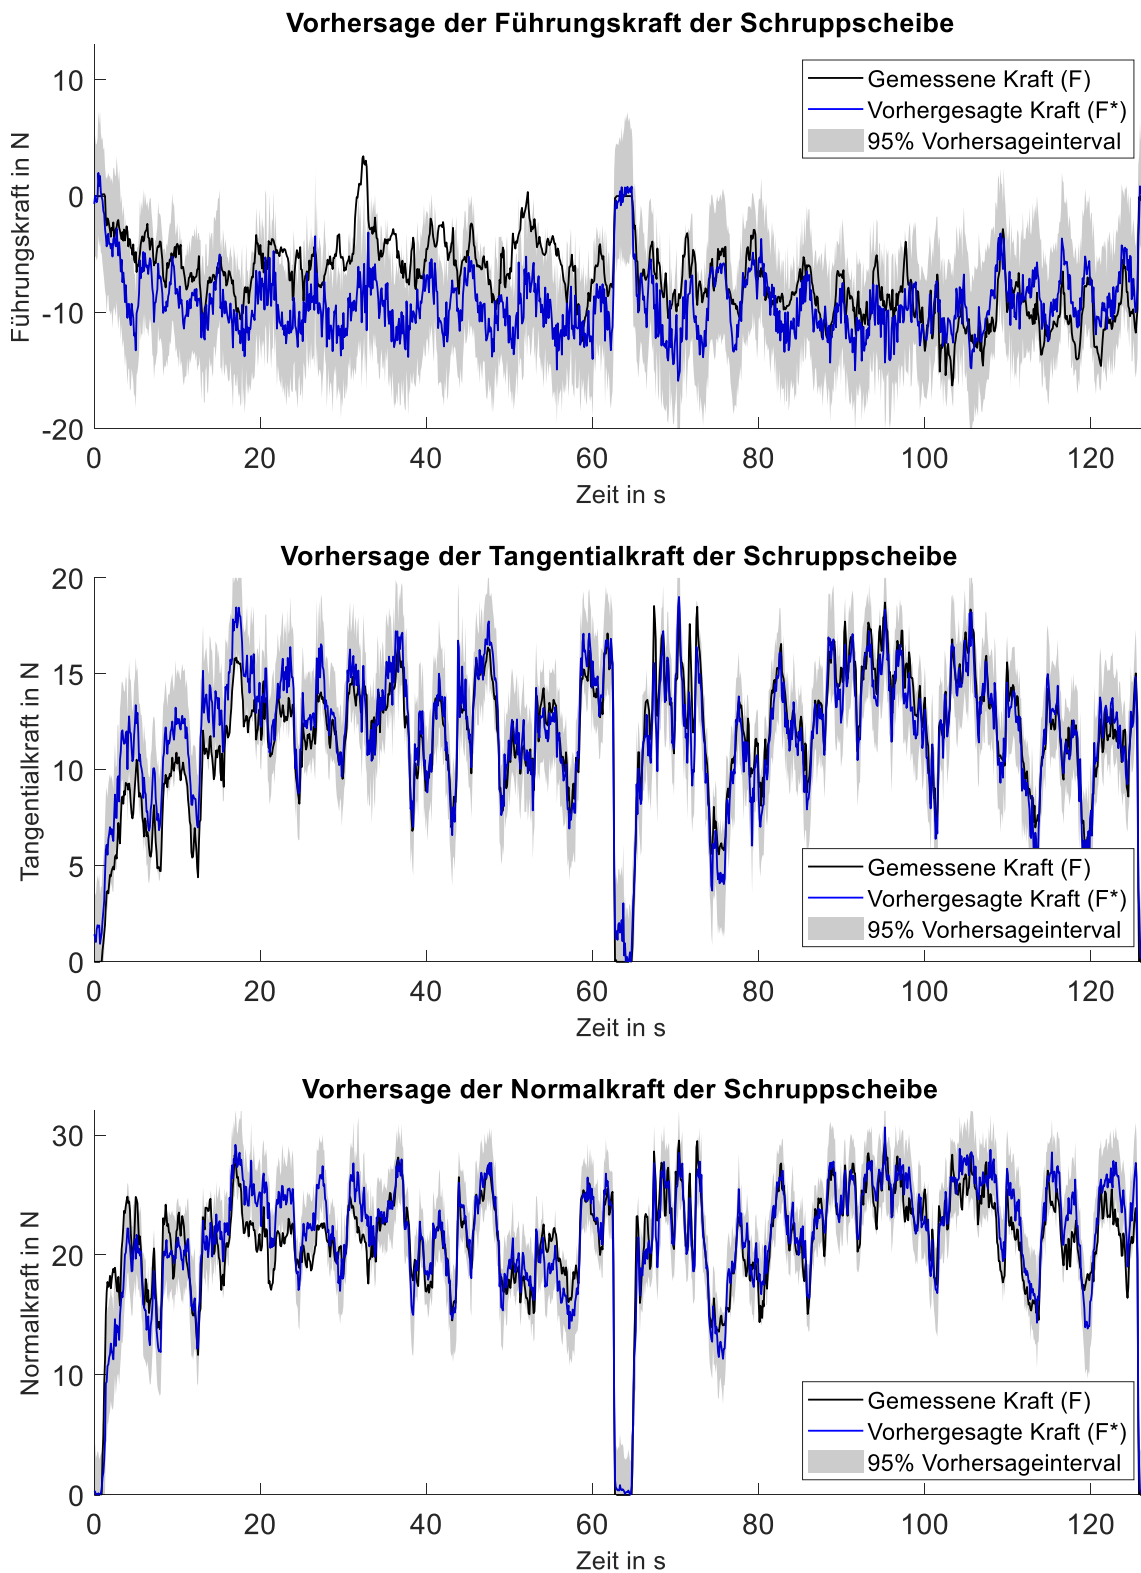 Vorhersage der Führungskraft der Schruppscheibe
Führungskraft in N
10
0
-10
-20
Gemessene Kraft (F)
Vorhergesagte Kraft (F*)
95% Vorhersageinterval
0 20 40 60 80 100 120
Zeit in s
Vorhersage der Tangentialkraft der Schruppscheibe
Tangentialkraft in N
20
15
10
5
0
Gemessene Kraft (F)
Vorhergesagte Kraft (F*)
95% Vorhersageinterval
0 20 40 60 80 100 120
Zeit in s
Vorhersage der Normalkraft der Schruppscheibe
Normalkraft in N
30
20
10
0
Gemessene Kraft (F)
Vorhergesagte Kraft (F*)
95% Vorhersageinterval
0 20 40 60 80 100 120
Zeit in s